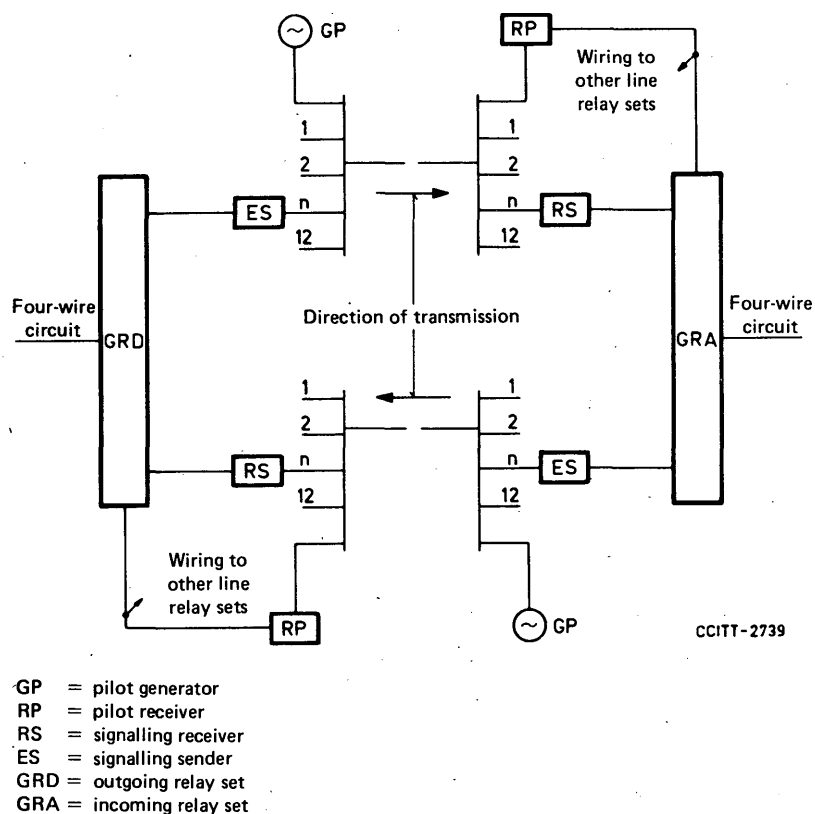 GP
RP
Wiring to
other line
relay sets
1
2
n
12
ES
1
2
n
12
RS
Four-wire
circuit
GRD
Direction of transmission
Four-wire
circuit
GRA
1
2
n
12
RS
1
2
n
12
ES
Wiring to
other line
relay sets
RP
GP
CCITT-2739
GP = pilot generator
RP = pilot receiver
RS = signalling receiver
ES = signalling sender
GRD = outgoing relay set
GRA = incoming relay set